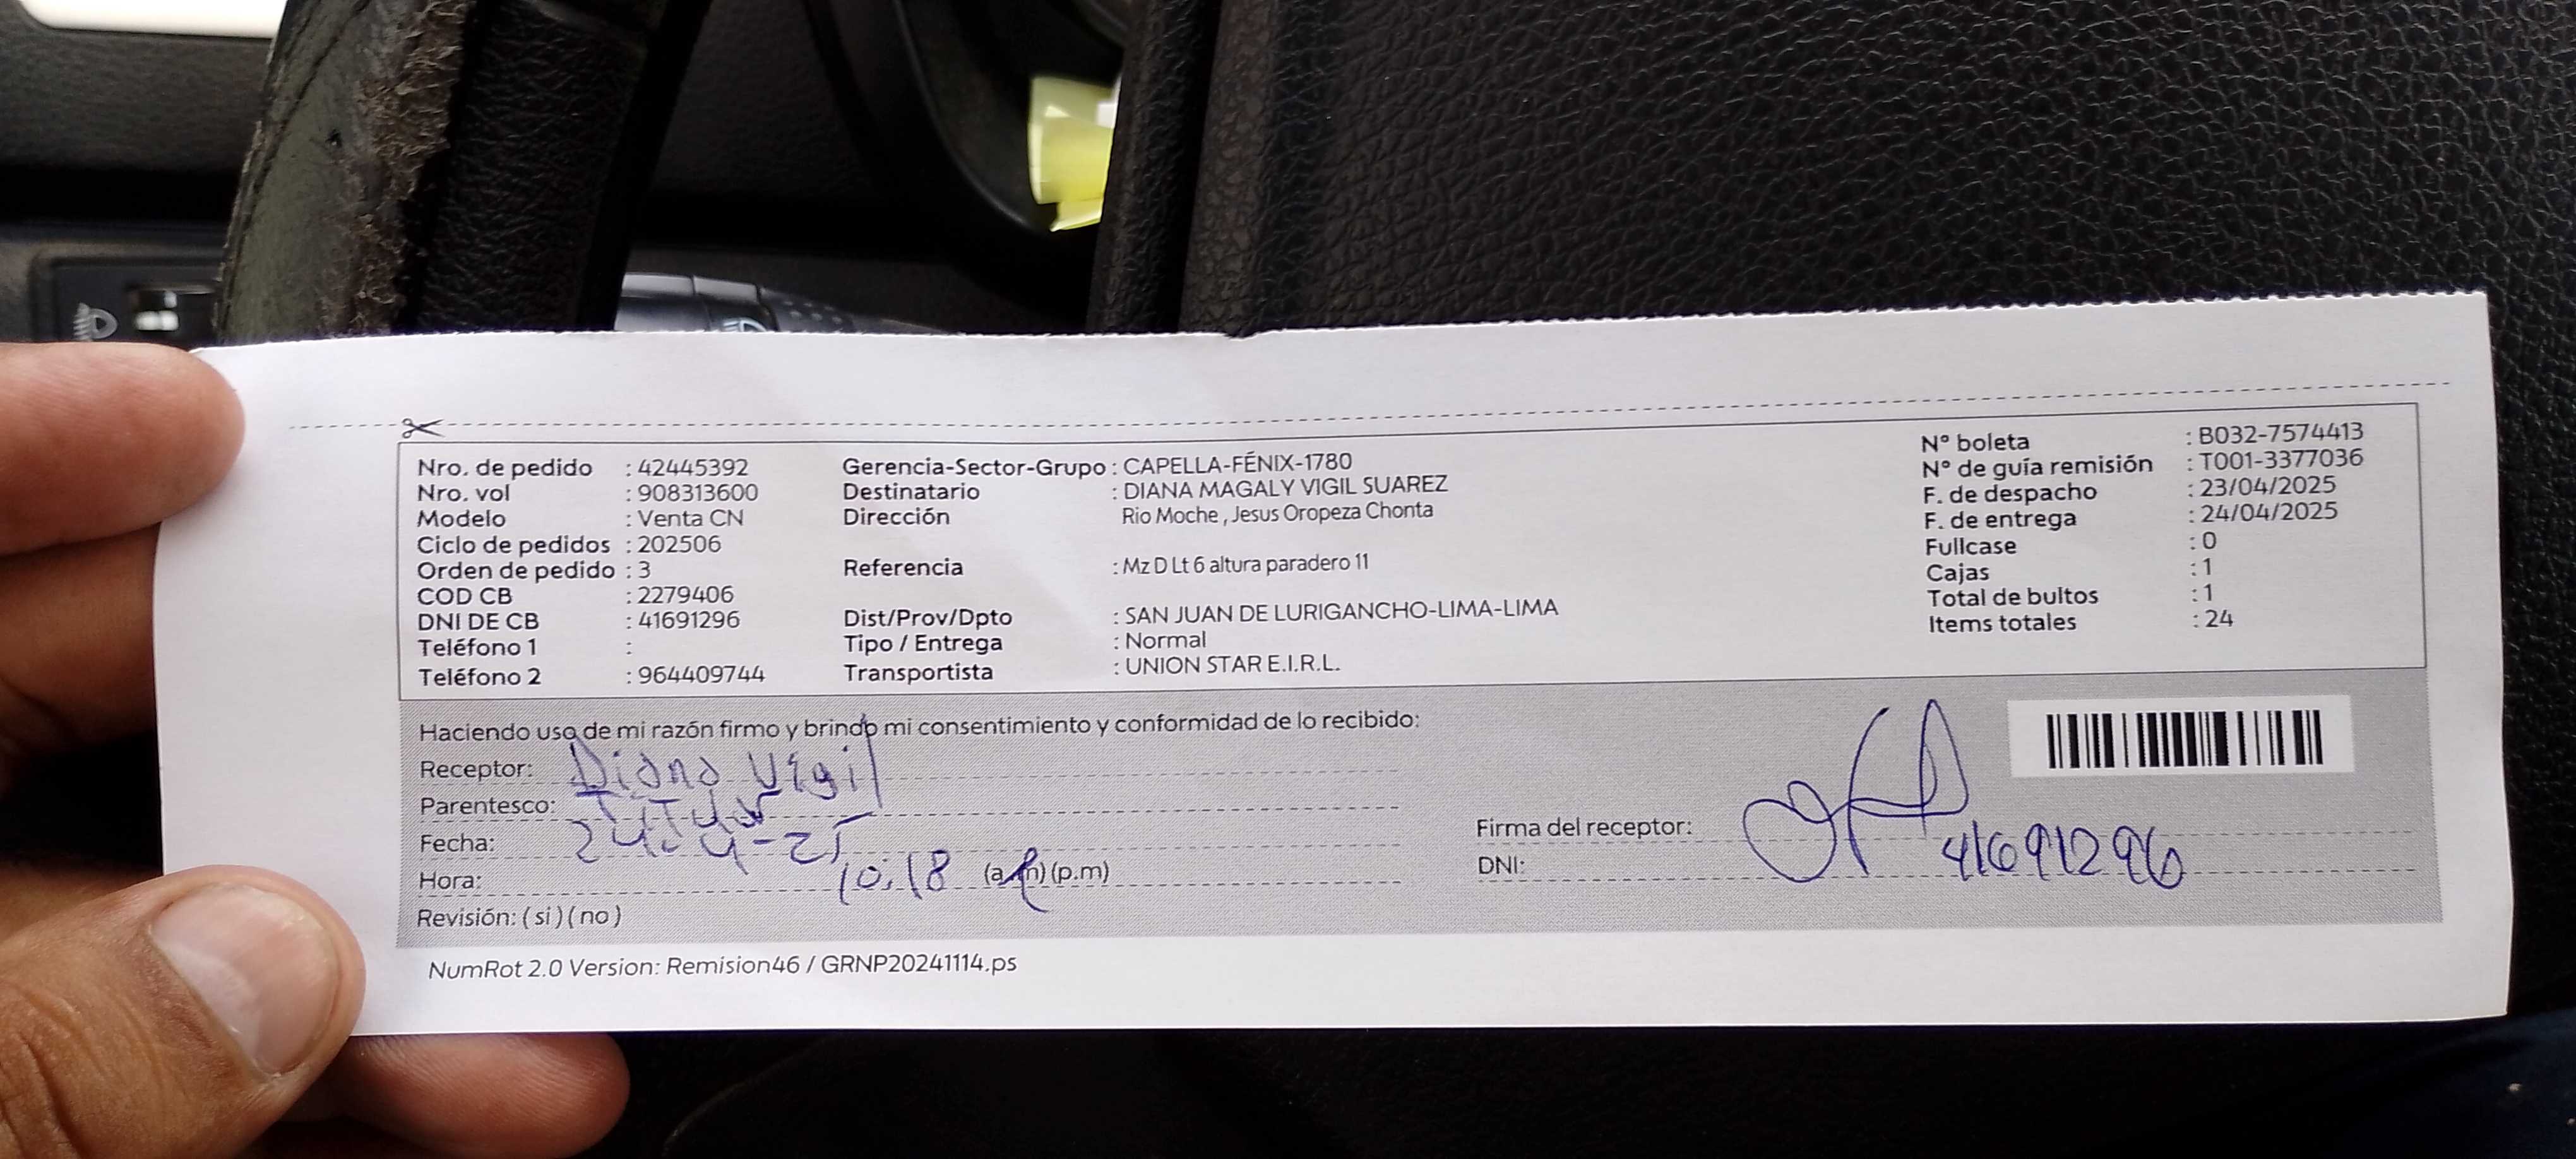 Nro. de pedido : 42445392
Nro. vol : 908313600
Modelo : Venta CN
Ciclo de pedidos : 202506
Orden de pedido : 3
COD CB : 2279406
DNI DE CB : 41691296
Teléfono 1 :
Teléfono 2 : 964409744
Gerencia-Sector-Grupo : CAPELLA-FÉNIX-1780
Destinatario : DIANA MAGALY VIGIL SUAREZ
Dirección Rio Moche , Jesus Oropeza Chonta
Referencia : Mz D Lt 6 altura paradero 11
Dist/Prov/Dpto : SAN JUAN DE LURIGANCHO-LIMA-LIMA
Tipo / Entrega : Normal
Transportista : UNION STAR E.I.R.L.
N° boleta : B032-7574413
N° de guía remisión : T001-3377036
F. de despacho : 23/04/2025
F. de entrega : 24/04/2025
Fullcase : 0
Cajas : 1
Total de bultos : 1
Items totales : 24
Haciendo uso de mi razón firmo y brindo mi consentimiento y conformidad de lo recibido:
Receptor: Diana Vigil
Parentesco:
Fecha: 24-4-25
Hora: 10:18 (a.m) (p.m)
Revisión: ( si ) ( no )
Firma del receptor:
DNI: 41691296
NumRot 2.0 Version: Remision46 / GRNP20241114.ps